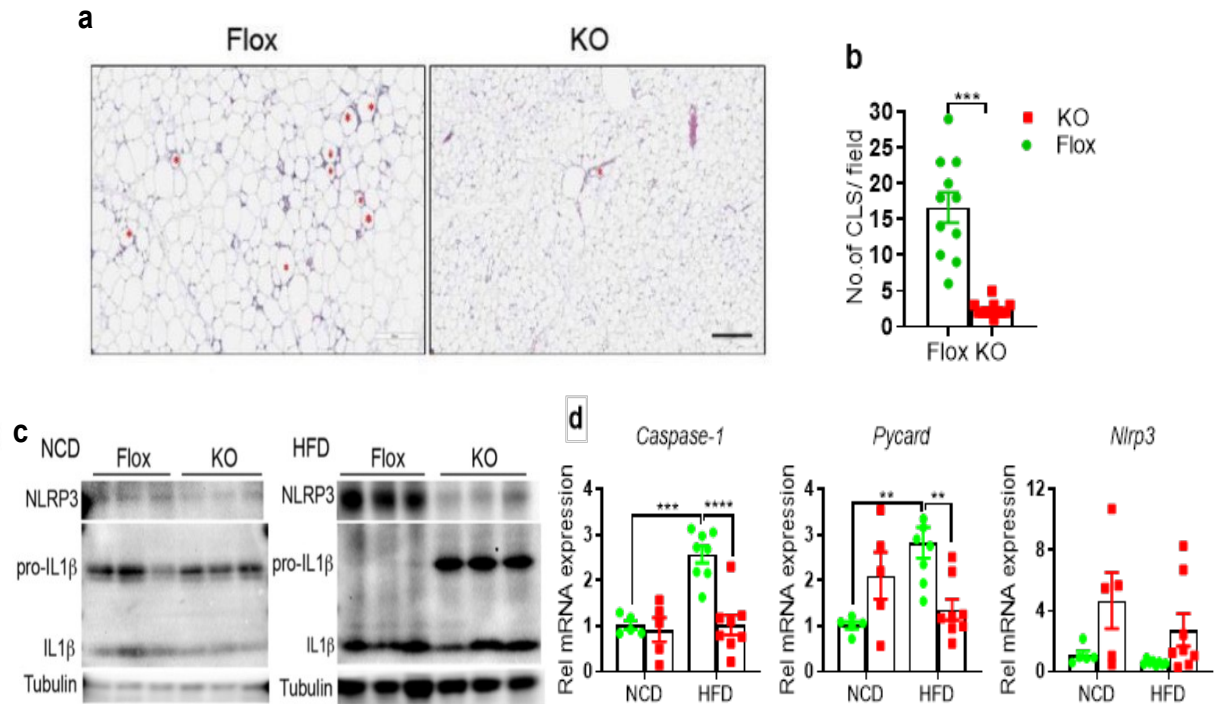 a
Flox KO
b
***
KO
Flox
No.of CLS/ field
30
25
20
15
10
5
0
Flox KO
c
NCD Flox KO
NLRP3
pro-IL1β
IL1β
Tubulin
HFD Flox KO
NLRP3
pro-IL1β
IL1β
Tubulin
d
Caspase-1
Rel mRNA expression
4
3
2
1
0
*** ****
NCD HFD
Pycard
Rel mRNA expression
4
3
2
1
0
** **
NCD HFD
Nlrp3
Rel mRNA expression
12
8
4
0
NCD HFD